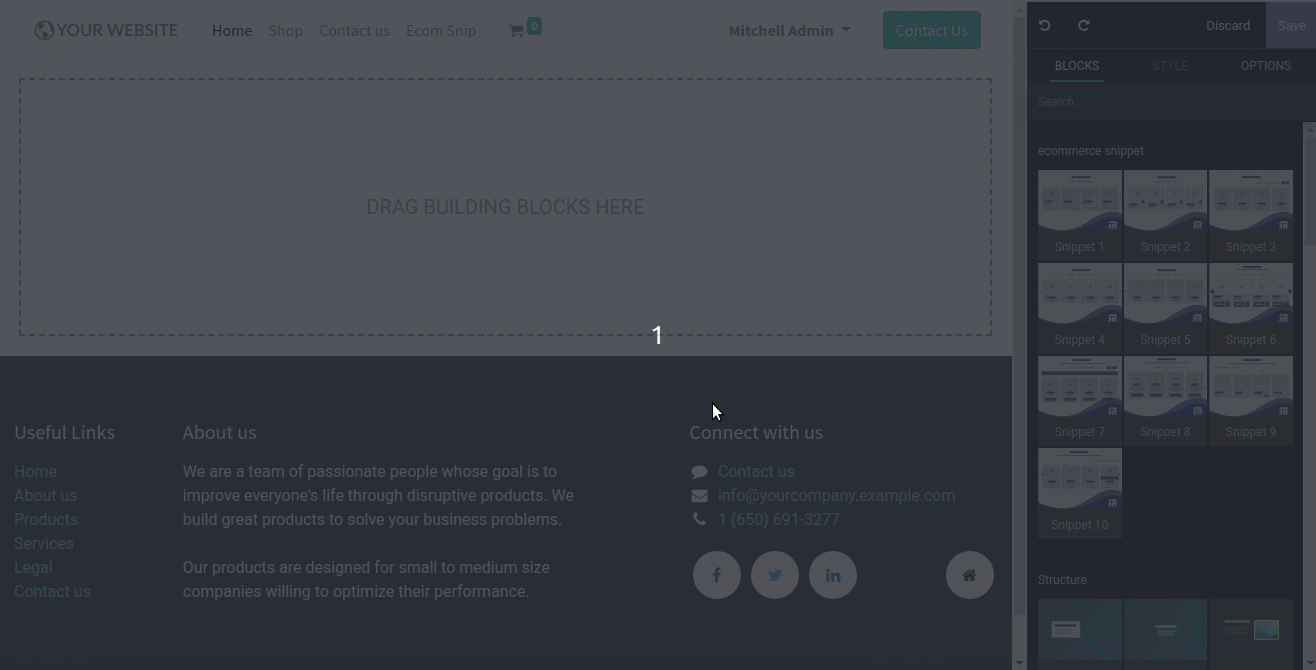 YOUR WEBSITE Home Shop Contact us Ecom Snip 0 Mitchell Admin Contact Us
DRAG BUILDING BLOCKS HERE
1
Useful Links
Home
About us
Products
Services
Legal
Contact us
About us
We are a team of passionate people whose goal is to
improve everyone's life through disruptive products. We
build great products to solve your business problems.
Our products are designed for small to medium size
companies willing to optimize their performance.
Connect with us
Contact us
info@yourcompany.example.com
1 (650) 691-3277
Discard Save
BLOCKS STYLE OPTIONS
Search...
ecommerce snippet
Snippet 1 Snippet 2 Snippet 3
Snippet 4 Snippet 5 Snippet 6
Snippet 7 Snippet 8 Snippet 9
Snippet 10
Structure